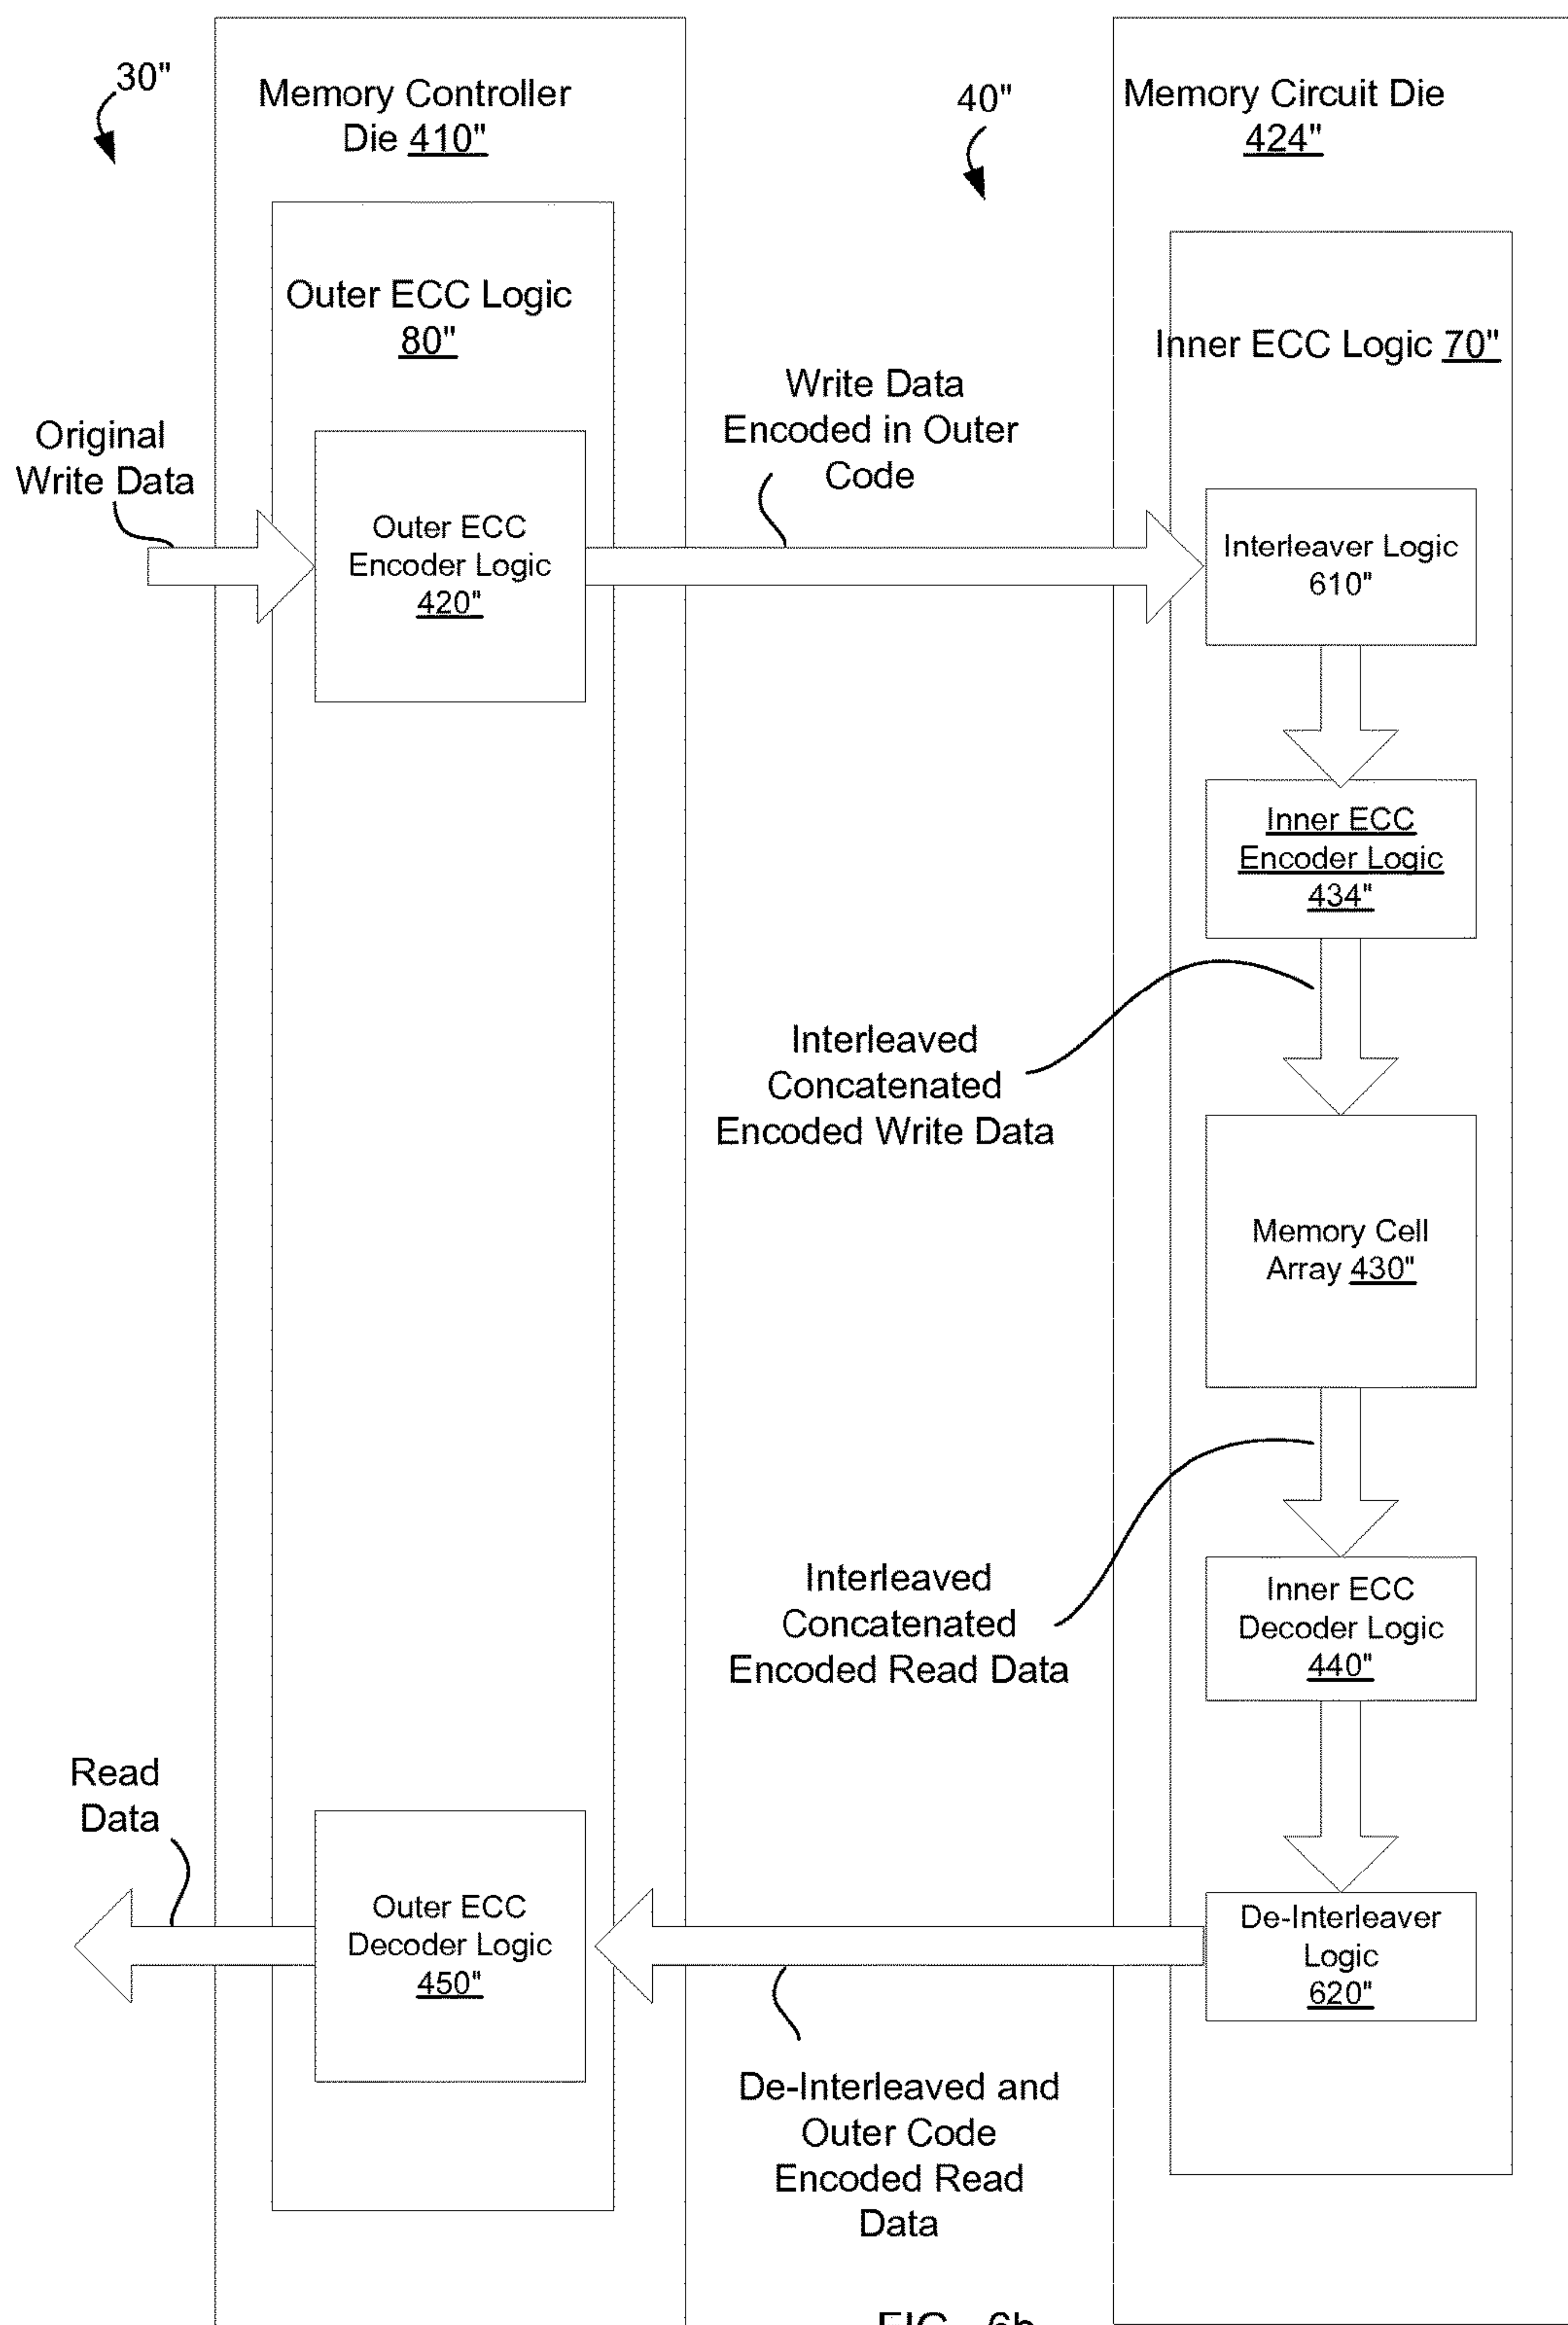 30"
Memory Controller
Die 410"
40"
Memory Circuit Die
424"
Outer ECC Logic
80"
Inner ECC Logic 70"
Write Data
Encoded in Outer
Code
Original
Write Data
Outer ECC
Encoder Logic
420"
Interleaver Logic
610"
Inner ECC
Encoder Logic
434"
Interleaved
Concatenated
Encoded Write Data
Memory Cell
Array 430"
Interleaved
Concatenated
Encoded Read Data
Inner ECC
Decoder Logic
440"
Read
Data
Outer ECC
Decoder Logic
450"
De-Interleaver
Logic
620"
De-Interleaved and
Outer Code
Encoded Read
Data
FIG. 6b